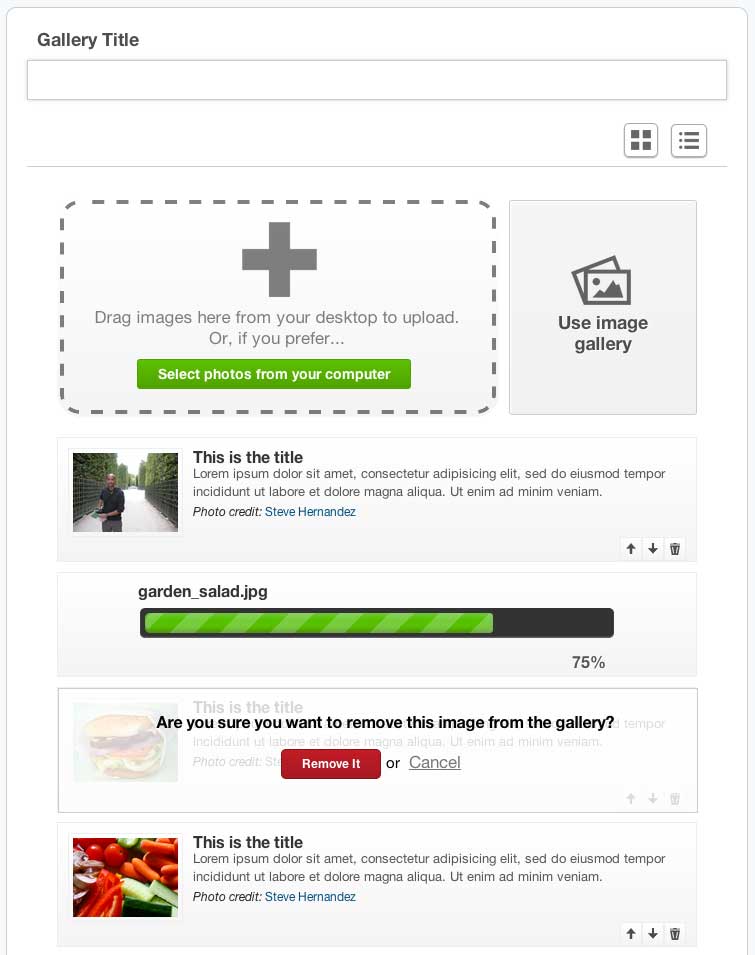 Gallery Title
Drag images here from your desktop to upload.
Or, if you prefer...
Select photos from your computer
Use image
gallery
This is the title
Lorem ipsum dolor sit amet, consectetur adipisicing elit, sed do eiusmod tempor
incididunt ut labore et dolore magna aliqua. Ut enim ad minim veniam.
Photo credit: Steve Hernandez
garden_salad.jpg
75%
This is the title
Are you sure you want to remove this image from the gallery?
d tempor
incididunt ut labore et dolore magna aliqua. Ut enim ad minim veniam.
Photo credit: Ste
Remove It or Cancel
This is the title
Lorem ipsum dolor sit amet, consectetur adipisicing elit, sed do eiusmod tempor
incididunt ut labore et dolore magna aliqua. Ut enim ad minim veniam.
Photo credit: Steve Hernandez